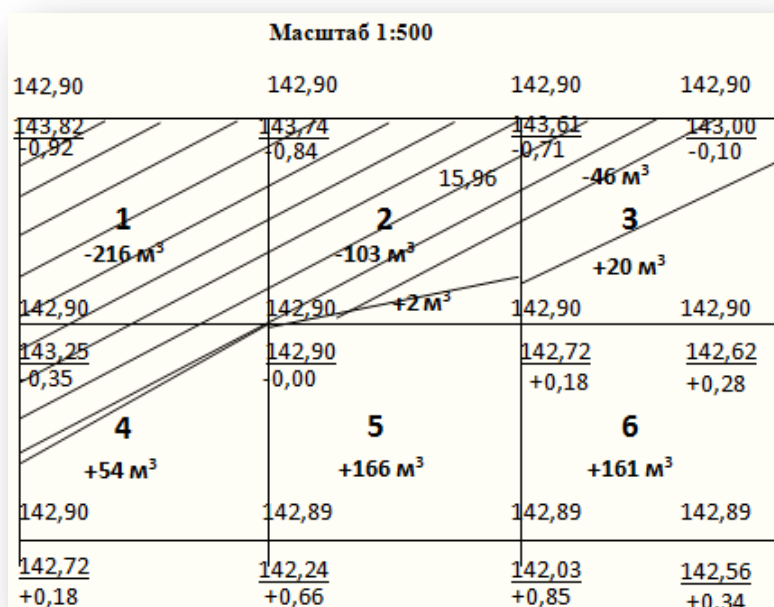 Масштаб 1:500
142,90 142,90 142,90 142,90
143,82 143,74 143,61 143,00
-0,92 -0,84 -0,71 -0,10
15,96 -46 м³
1 2 3
-216 м³ -103 м³ +20 м³
+2 м³
142,90 142,90 142,90 142,90
143,25 142,90 142,72 142,62
-0,35 -0,00 +0,18 +0,28
4 5 6
+54 м³ +166 м³ +161 м³
142,90 142,89 142,89 142,89
142,72 142,24 142,03 142,56
+0,18 +0,66 +0,85 +0,34